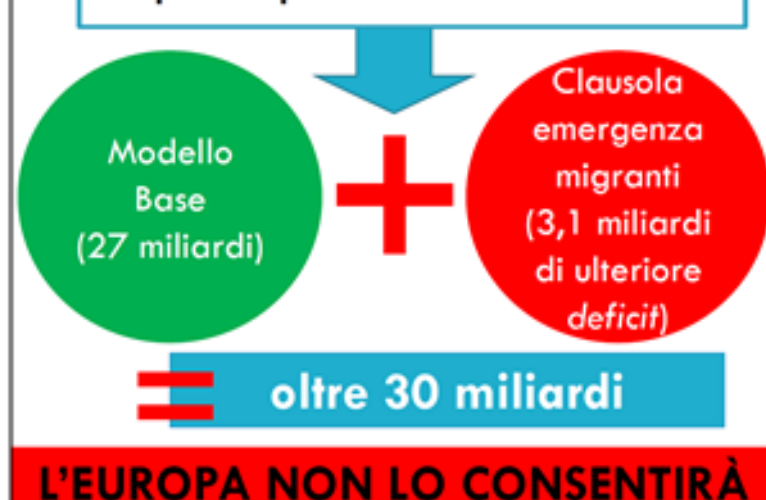 Modello
Base
(27 miliardi)
Clausola
emergenza
migranti
(3,1 miliardi
di ulteriore
deficit)
oltre 30 miliardi
L'EUROPA NON LO CONSENTIRÀ